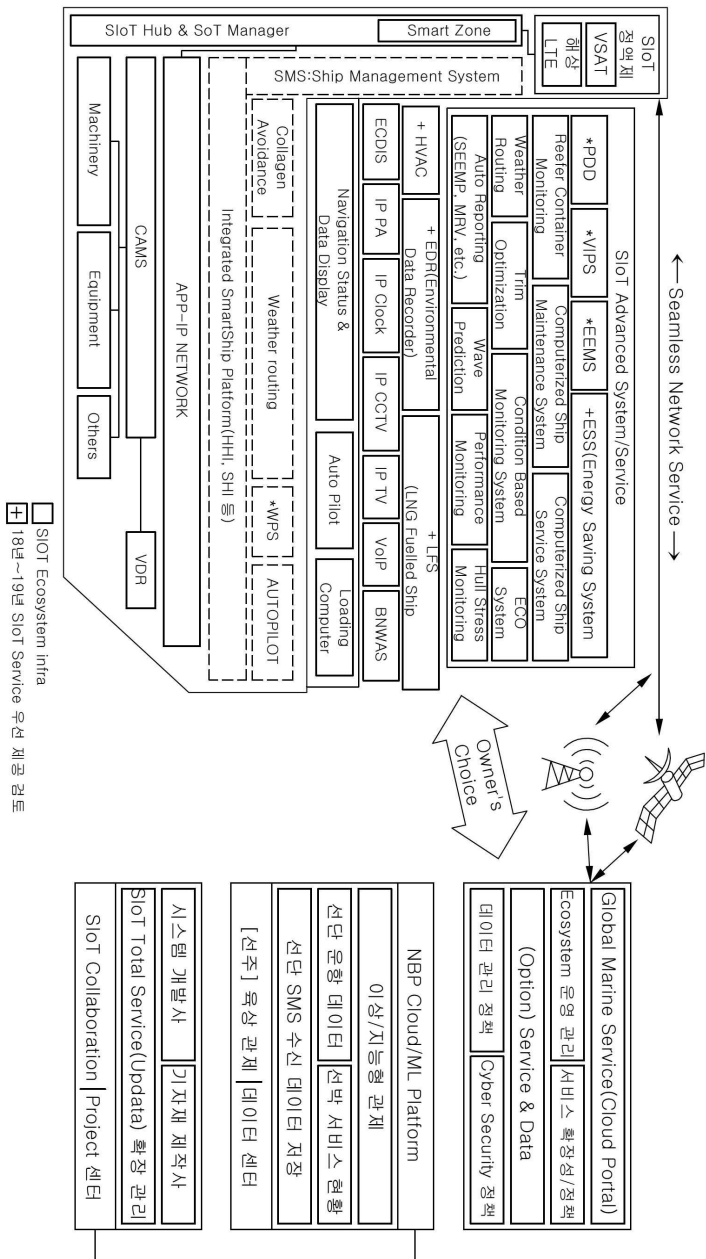 ← Seamless Network Service →
SIoT
정액제
VSAT
해상
LTE
Smart Zone
SIoT Hub & SoT Manager
SIoT Advanced System/Service
*PDD
*VIPS
*EEMS
+ESS(Energy Saving System)
Reefer Container
Monitoring
Computerized Ship
Maintenance System
Computerized Ship
Service System
Weather
Routing
Trim
Optimization
Condition Based
Monitoring System
ECO
System
Auto Reporting
(SEEMP, MRV, etc.)
Wave
Prediction
Performance
Monitoring
Hull Stress
Monitoring
+ HVAC
+ EDR(Environmental
Data Recorder)
+ LFS
(LNG Fuelled Ship)
ECDIS
IP PA
IP Clock
IP CCTV
IP TV
VoIP
BNWAS
SMS:Ship Management System
Navigation Status &
Data Display
Auto Pilot
Loading
Computer
Collagen
Avoidance
Weather routing
*WPS
AUTOPILOT
Integrated SmartShip Platform(HHI, SHI 등)
APP-IP NETWORK
CAMS
VDR
Machinery
Equipment
Others
SIOT Ecosystem infra
+ 18년~19년 SIoT Service 우선 제공 검토
Owner's
Choice
Global Marine Service(Cloud Portal)
Ecosystem 운영 관리
서비스 확장성/정책
(Option) Service & Data
데이터 관리 정책
Cyber Security 정책
NBP Cloud/ML Platform
이상/지능형 관제
선단 운항 데이터
선박 서비스 현황
선단 SMS 수신 데이터 저장
[선주] 육상 관제
데이터 센터
시스템 개발사
기자재 제작사
SIoT Total Service(Updata) 확장 관리
SIoT Collaboration
Project 센터